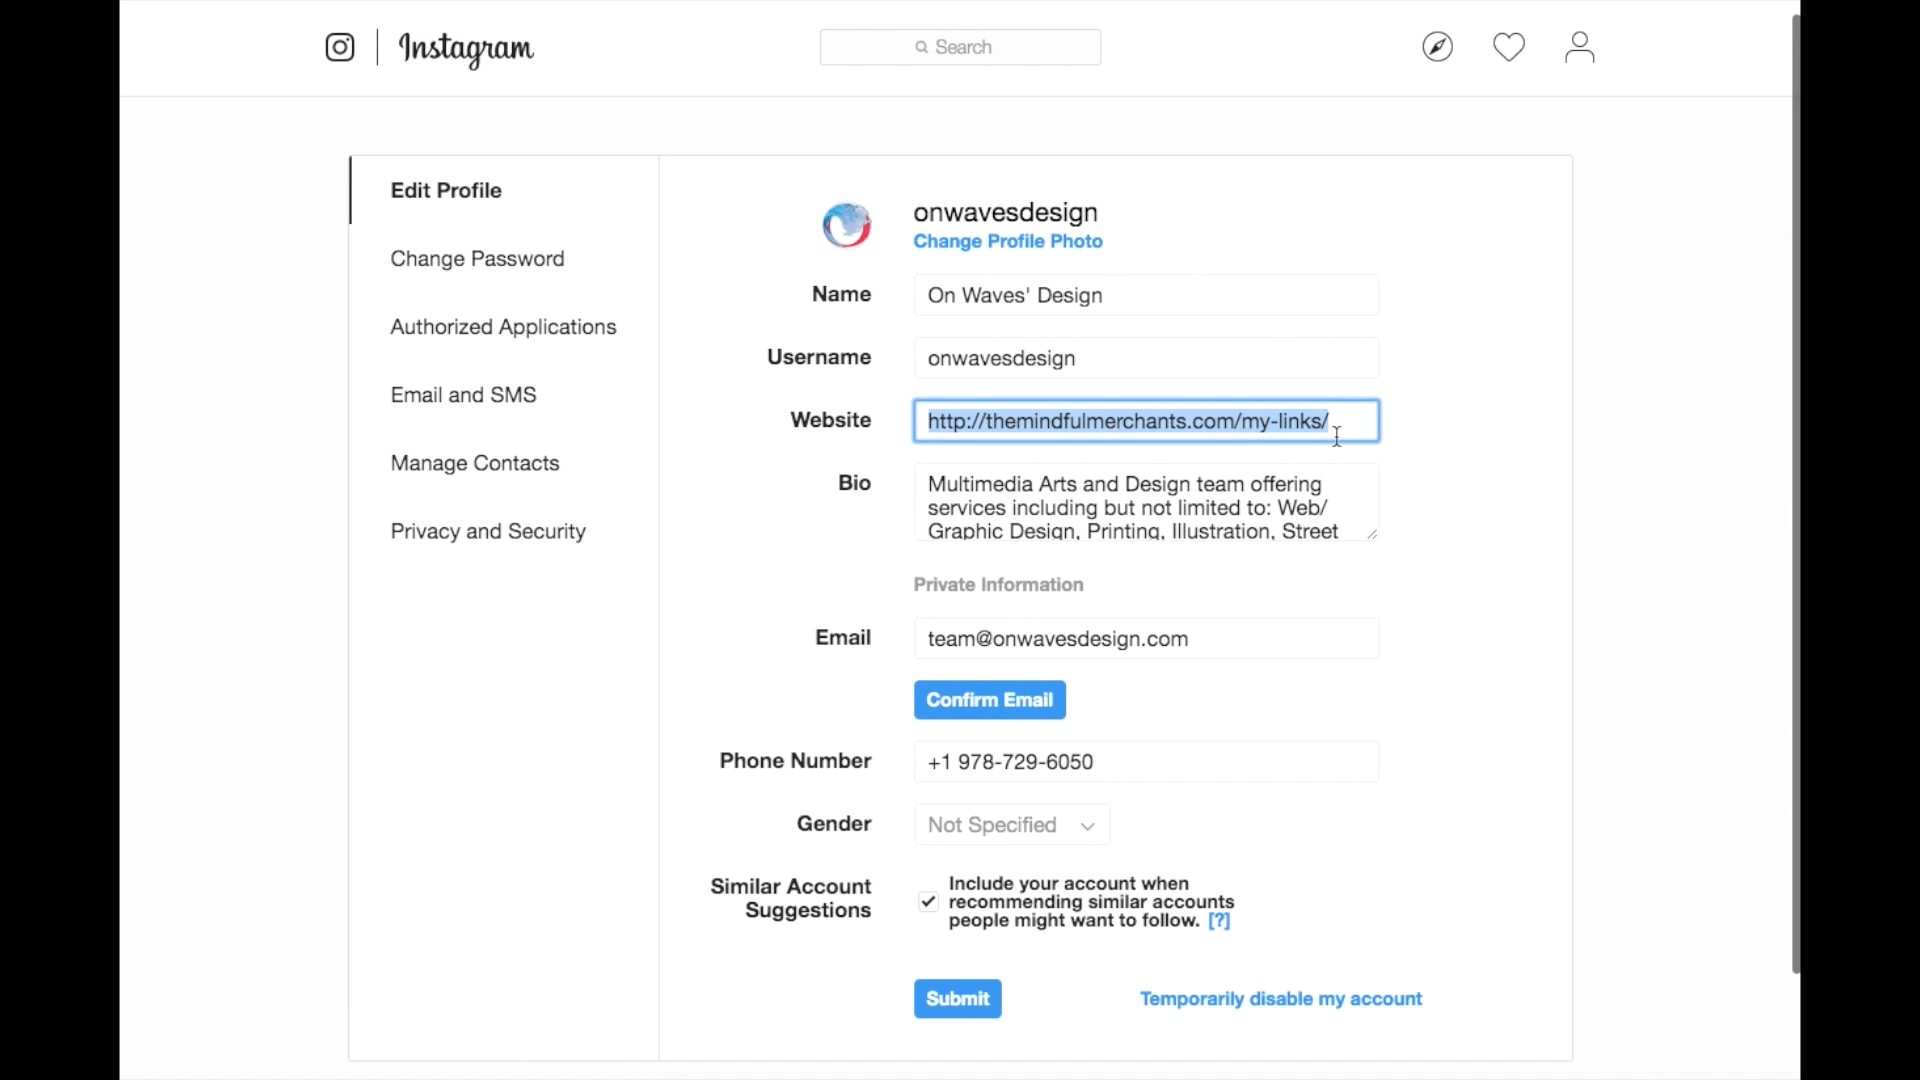 Instagram
Search
Edit Profile
Change Password
Authorized Applications
Email and SMS
Manage Contacts
Privacy and Security
onwavesdesign
Change Profile Photo
Name
On Waves' Design
Username
onwavesdesign
Website
http://themindfulmerchants.com/my-links/
Bio
Multimedia Arts and Design team offering
services including but not limited to: Web/
Graphic Design, Printing, Illustration, Street
Private Information
Email
team@onwavesdesign.com
Confirm Email
Phone Number
+1 978-729-6050
Gender
Not Specified
Similar Account
Suggestions
Include your account when
recommending similar accounts
people might want to follow. [?]
Submit
Temporarily disable my account